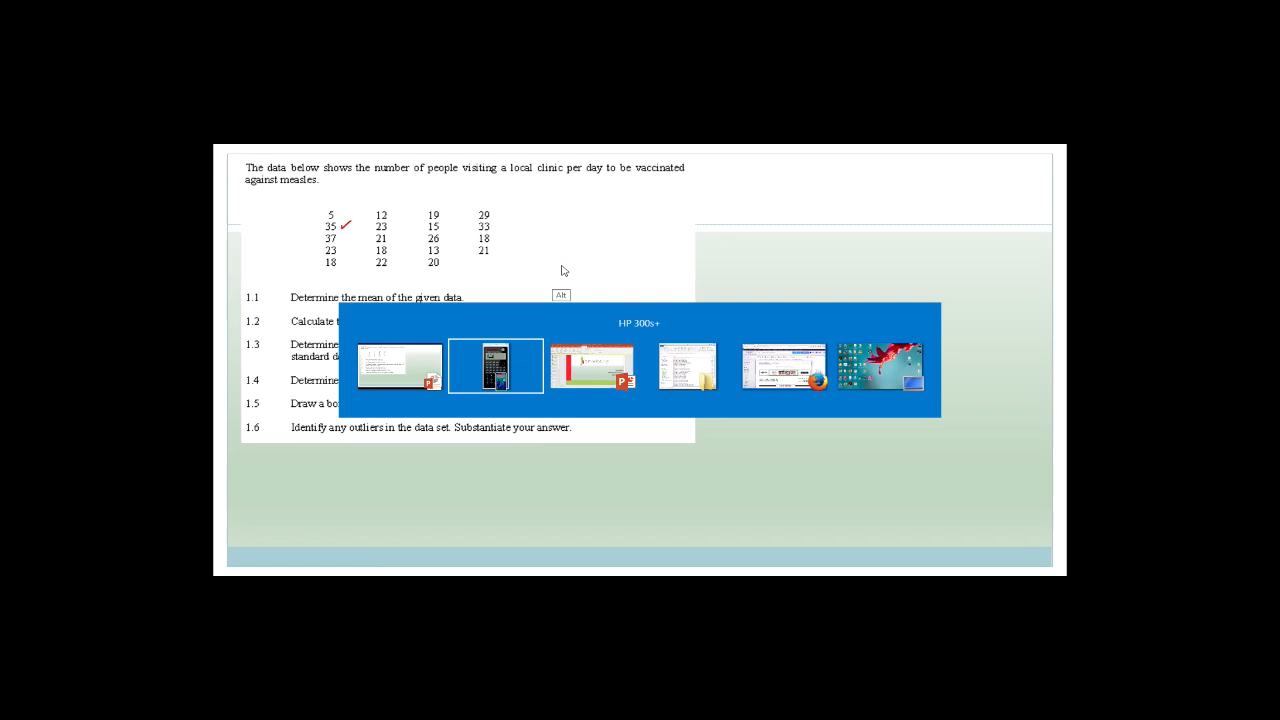 The data below shows the number of people visiting a local clinic per day to be vaccinated
against measles.
5 12 19 29
35 23 15 33
37 21 26 18
23 18 13 21
18 22 20
1.1 Determine the mean of the given data.
Alt
1.2 Calculate t
HP 300s+
1.3 Determine
standard d
1.4 Determine
1.5 Draw a bo
1.6 Identify any outliers in the data set. Substantiate your answer.